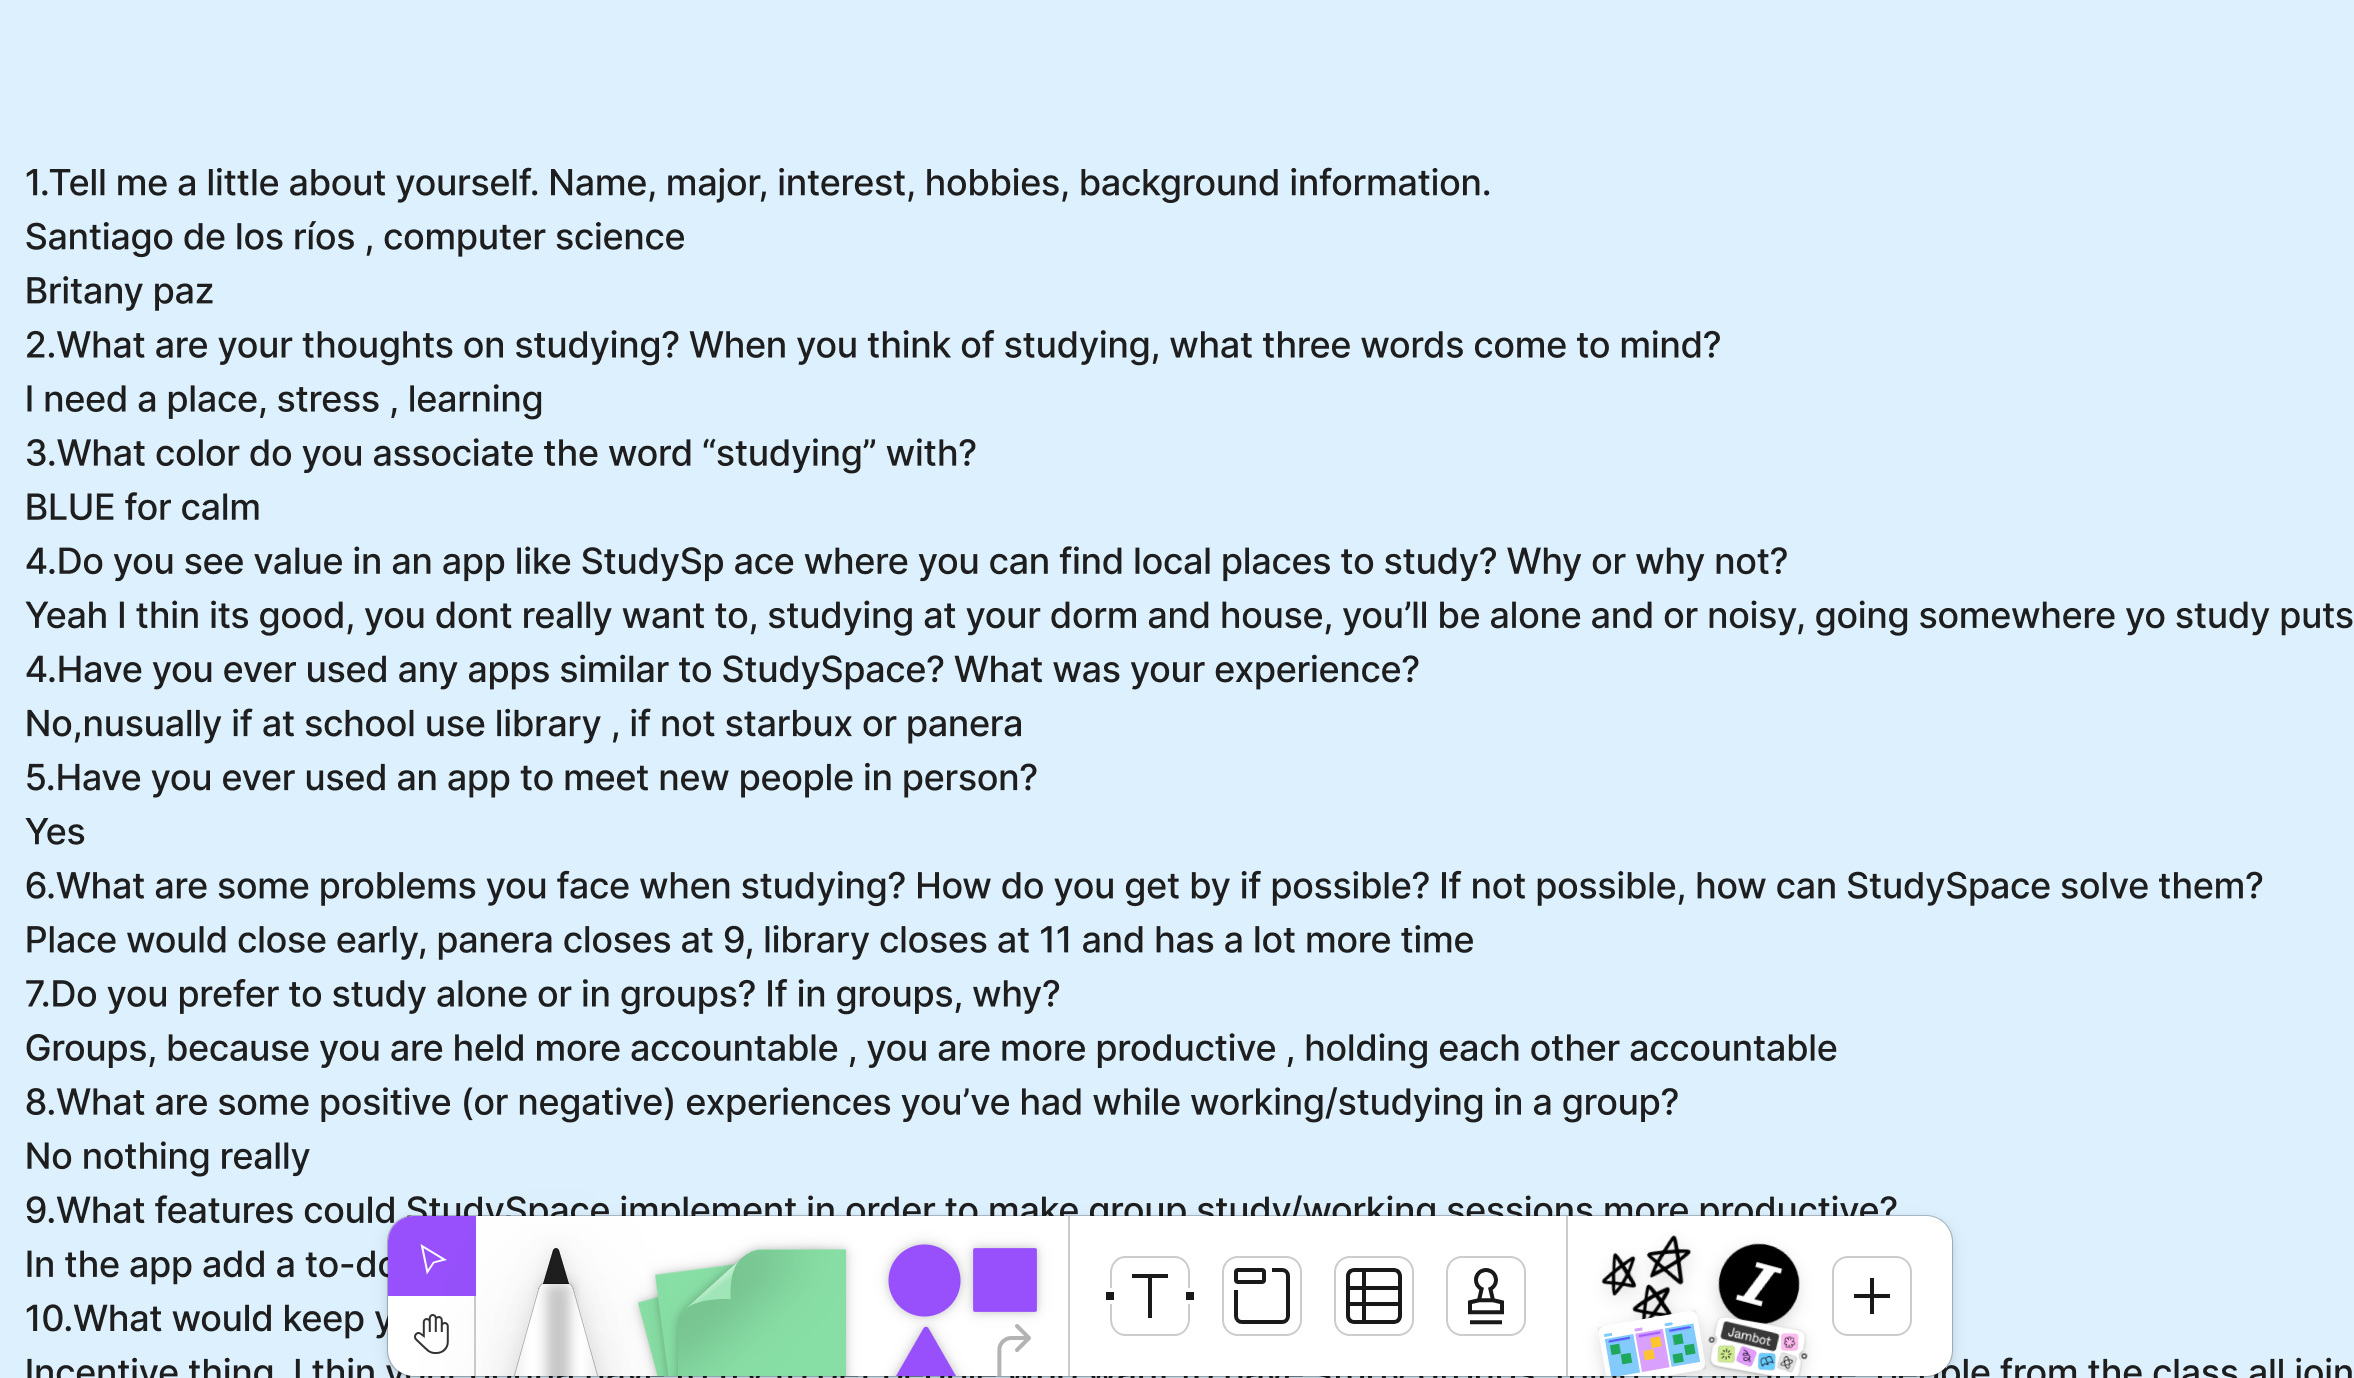 1.Tell me a little about yourself. Name, major, interest, hobbies, background information.
Santiago de los ríos , computer science
Britany paz
2.What are your thoughts on studying? When you think of studying, what three words come to mind?
I need a place, stress , learning
3.What color do you associate the word “studying” with?
BLUE for calm
4.Do you see value in an app like StudySp ace where you can find local places to study? Why or why not?
Yeah I thin its good, you dont really want to, studying at your dorm and house, you’ll be alone and or noisy, going somewhere yo study puts
4.Have you ever used any apps similar to StudySpace? What was your experience?
No,nusually if at school use library , if not starbux or panera
5.Have you ever used an app to meet new people in person?
Yes
6.What are some problems you face when studying? How do you get by if possible? If not possible, how can StudySpace solve them?
Place would close early, panera closes at 9, library closes at 11 and has a lot more time
7.Do you prefer to study alone or in groups? If in groups, why?
Groups, because you are held more accountable , you are more productive , holding each other accountable
8.What are some positive (or negative) experiences you’ve had while working/studying in a group?
No nothing really
9.What features could StudySpace implement in order to make group study/working sessions more productive?
In the app add a to-do
10.What would keep
Incentive thing, I thin from the class all join
T
I
Jambot